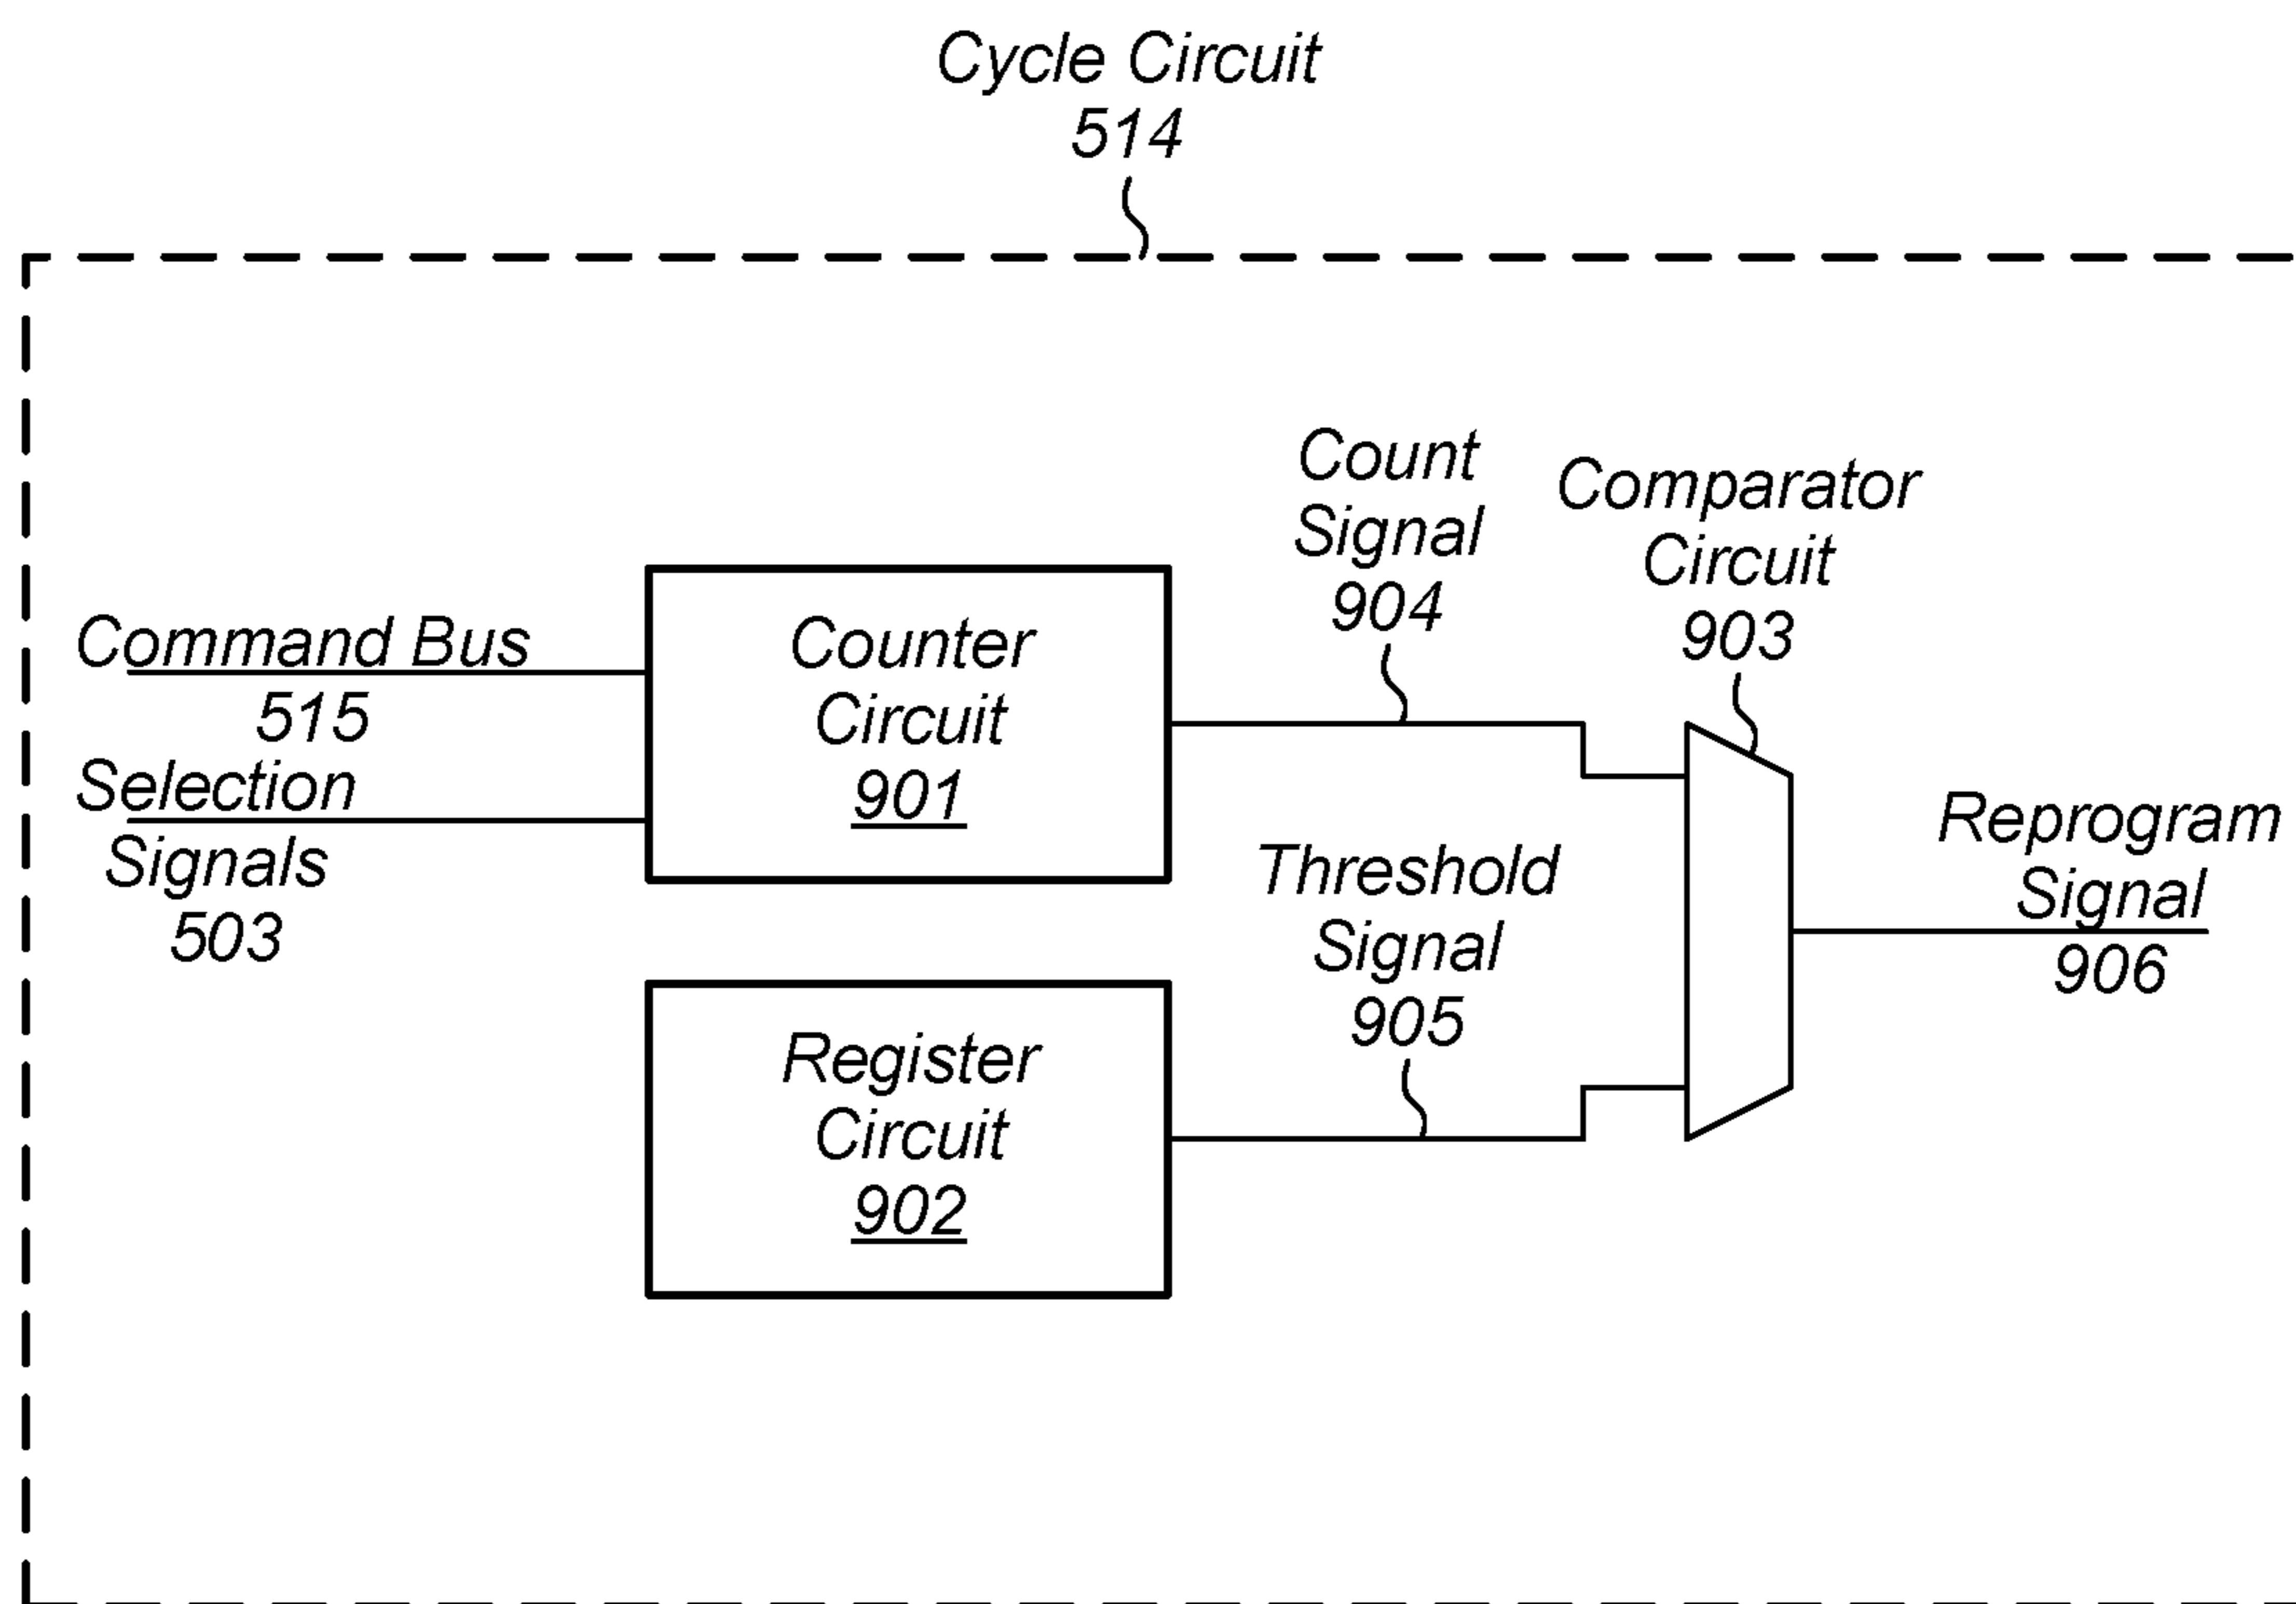 Cycle Circuit
514
Command Bus
515
Selection
Signals
503
Counter
Circuit
901
Register
Circuit
902
Count
Signal
904
Threshold
Signal
905
Comparator
Circuit
903
Reprogram
Signal
906